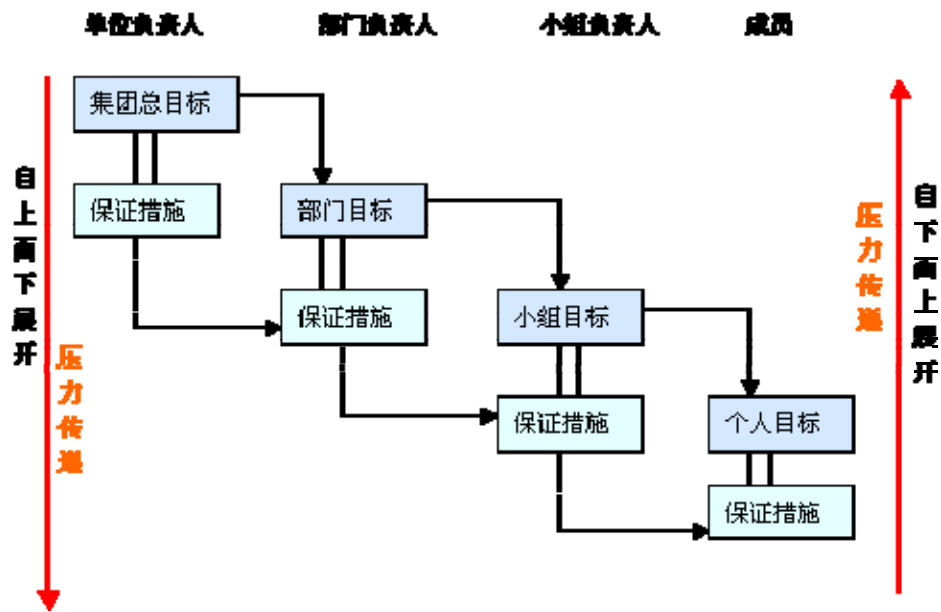 单位负责人
部门负责人
小组负责人
成员
集团总目标
保证措施
部门目标
保证措施
小组目标
保证措施
个人目标
保证措施
自上而下展开
压力传递
压力传递
自下而上展开